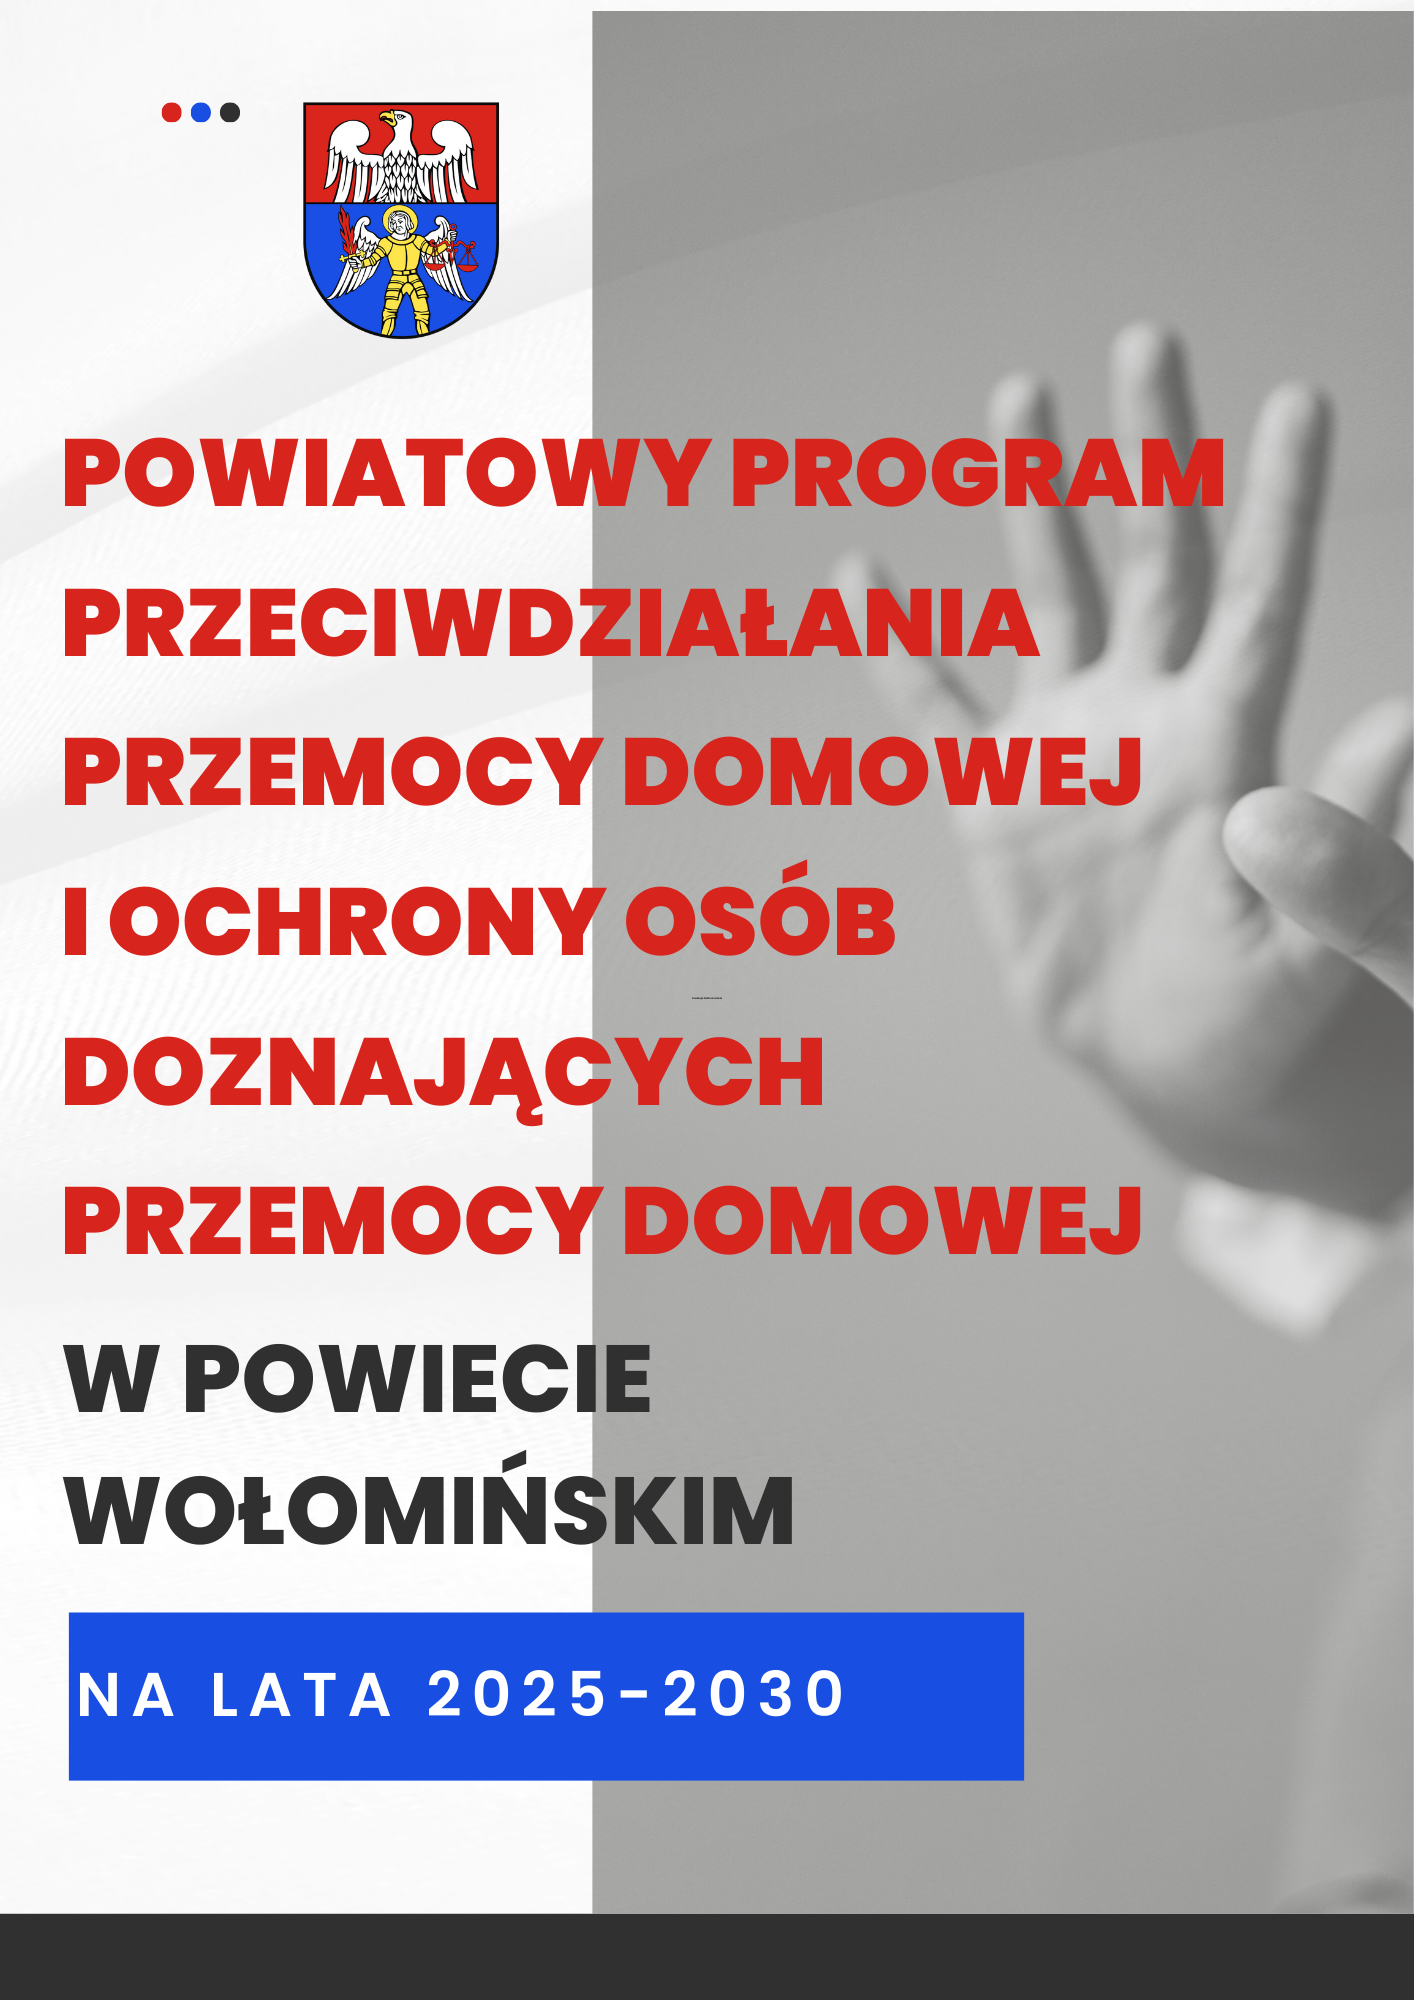 POWIATOWY PROGRAM
PRZECIWDZIAŁANIA
PRZEMOCY DOMOWEJ
I OCHRONY OSÓB
DOZNAJĄCYCH
PRZEMOCY DOMOWEJ
W POWIECIE
WOŁOMIŃSKIM
NA LATA 2025-2030